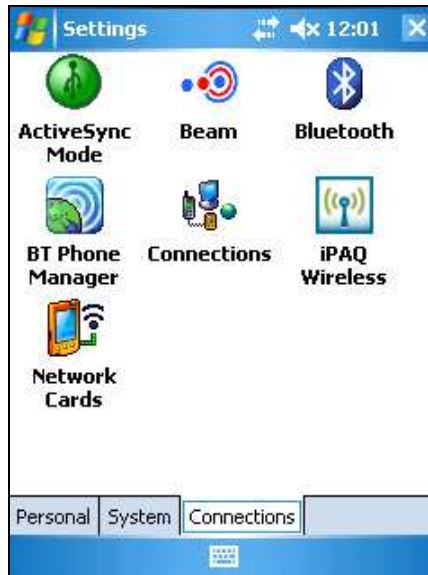 Settings 12:01
ActiveSync Mode
Beam
Bluetooth
BT Phone Manager
Connections
iPAQ Wireless
Network Cards
Personal System Connections